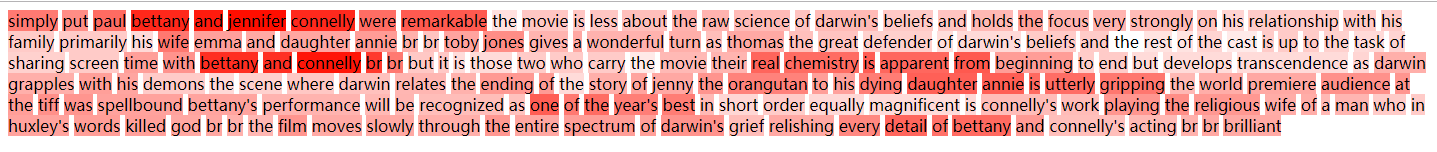 simply put paul bettany and jennifer connelly were remarkable the movie is less about the raw science of darwin's beliefs and holds the focus very strongly on his relationship with his
family primarily his wife emma and daughter annie br br toby jones gives a wonderful turn as thomas the great defender of darwin's beliefs and the rest of the cast is up to the task of
sharing screen time with bettany and connelly br br but it is those two who carry the movie their real chemistry is apparent from beginning to end but develops transcendence as darwin
grapples with his demons the scene where darwin relates the ending of the story of jenny the orangutan to his dying daughter annie is utterly gripping the world premiere audience at
the tiff was spellbound bettany's performance will be recognized as one of the year's best in short order equally magnificent is connelly's work playing the religious wife of a man who in
huxley's words killed god br br the film moves slowly through the entire spectrum of darwin's grief relishing every detail of bettany and connelly's acting br br brilliant